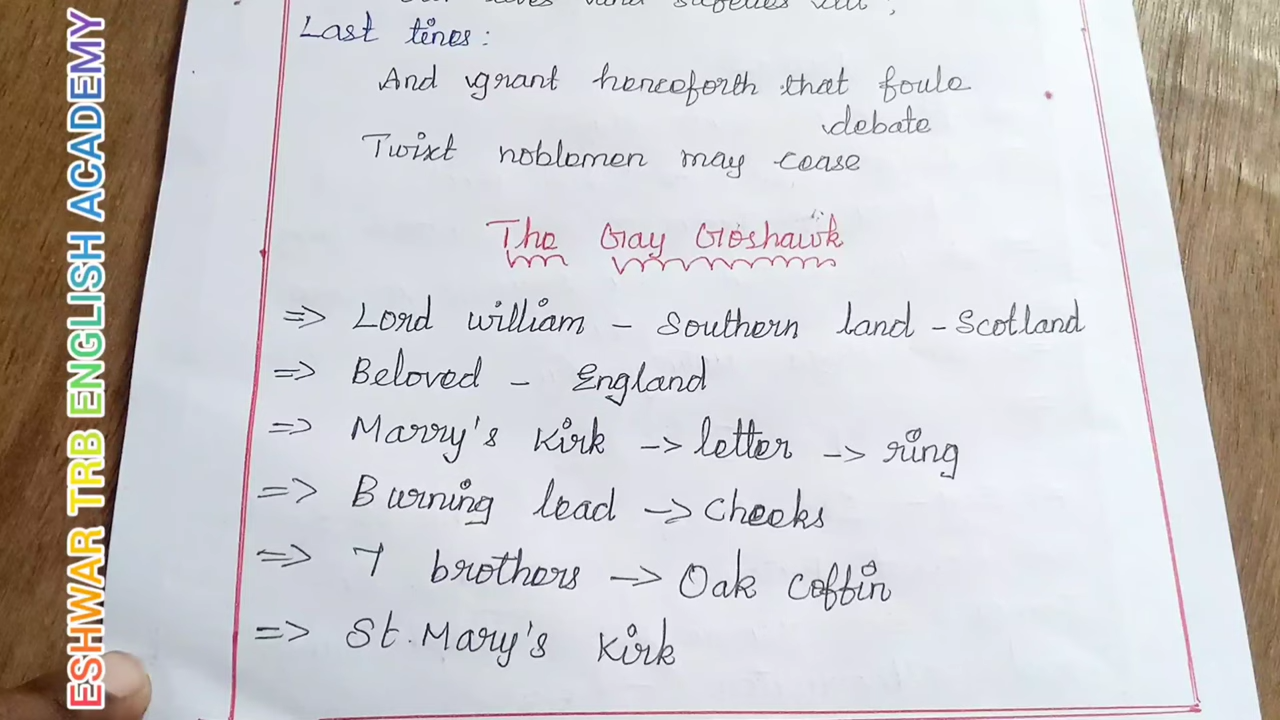 Last lines:
And grant henceforth that foule
debate
Twixt noblemen may cease
The Gay Goshawk
=> Lord william - Southern land - Scotland
=> Beloved - England
=> Marry's Kirk -> letter -> ring
=> Burning lead -> Cheeks
=> 7 brothers -> Oak coffin
=> St. Mary's Kirk
ESHWAR TRB ENGLISH ACADEMY